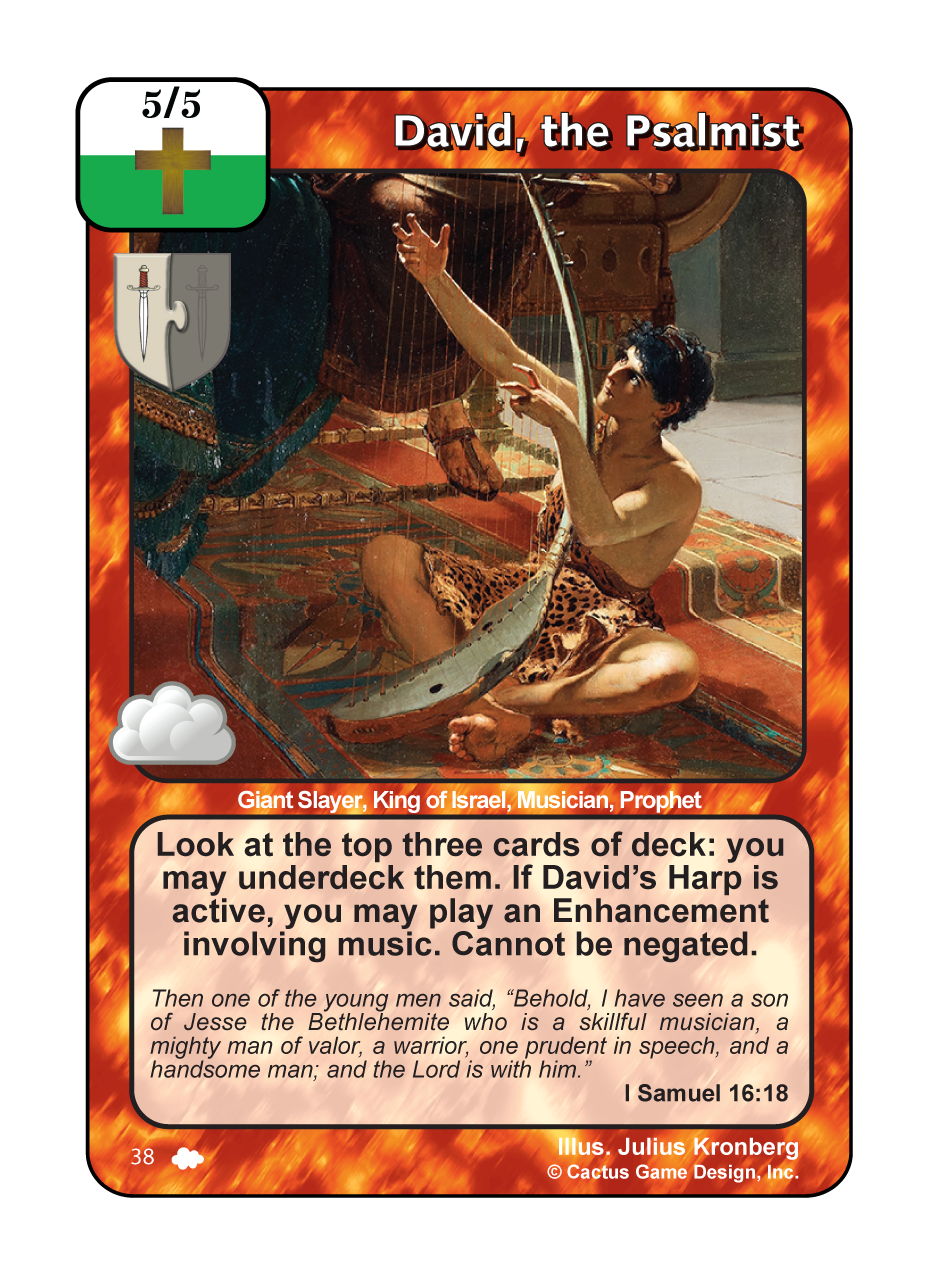 5/5
David, the Psalmist
Giant Slayer, King of Israel, Musician, Prophet
Look at the top three cards of deck: you
may underdeck them. If David’s Harp is
active, you may play an Enhancement
involving music. Cannot be negated.
Then one of the young men said, “Behold, I have seen a son
of Jesse the Bethlehemite who is a skillful musician, a
mighty man of valor, a warrior, one prudent in speech, and a
handsome man; and the Lord is with him.”
I Samuel 16:18
38
Illus. Julius Kronberg
© Cactus Game Design, Inc.